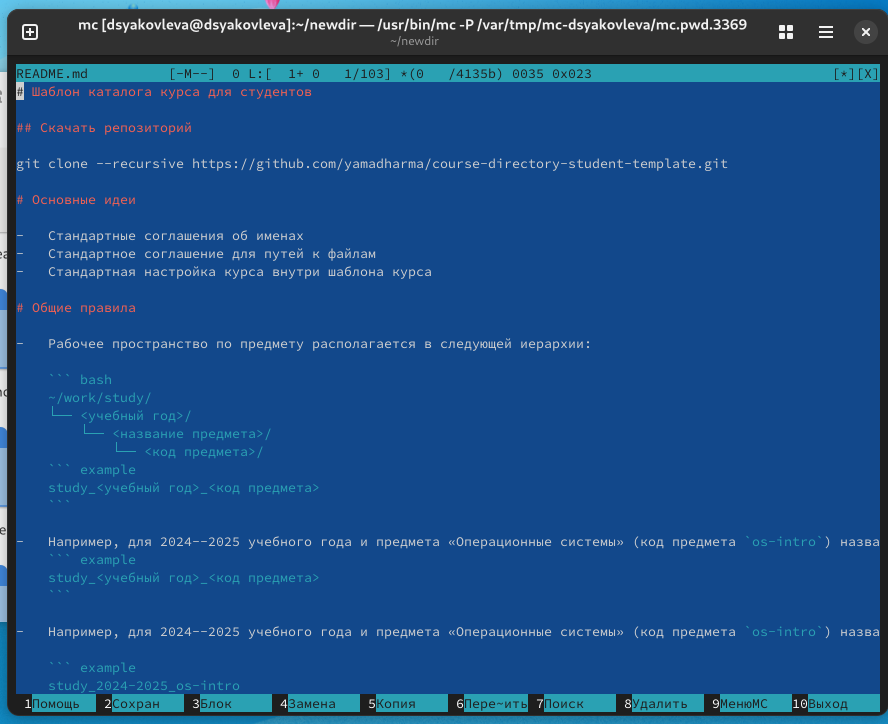 mc [dsyakovleva@dsyakovleva]:~/newdir — /usr/bin/mc -P /var/tmp/mc-dsyakovleva/mc.pwd.3369
~/newdir
README.md [-M--] 0 L:[ 1+ 0 1/103] *(0 /4135b) 0035 0x023 [*][X]
# Шаблон каталога курса для студентов
## Скачать репозиторий
git clone --recursive https://github.com/yamadharma/course-directory-student-template.git
# Основные идеи
- Стандартные соглашения об именах
- Стандартное соглашение для путей к файлам
- Стандартная настройка курса внутри шаблона курса
# Общие правила
- Рабочее пространство по предмету располагается в следующей иерархии:
``` bash
~/work/study/
└── <учебный год>/
└── <название предмета>/
└── <код предмета>/
``` example
study_<учебный год>_<код предмета>
```
- Например, для 2024--2025 учебного года и предмета «Операционные системы» (код предмета `os-intro`) назва
``` example
study_<учебный год>_<код предмета>
```
- Например, для 2024--2025 учебного года и предмета «Операционные системы» (код предмета `os-intro`) назва
``` example
study_2024-2025_os-intro
1Помощь 2Сохран 3Блок 4Замена 5Копия 6Пере~ить 7Поиск 8Удалить 9МенюМС 10Выход